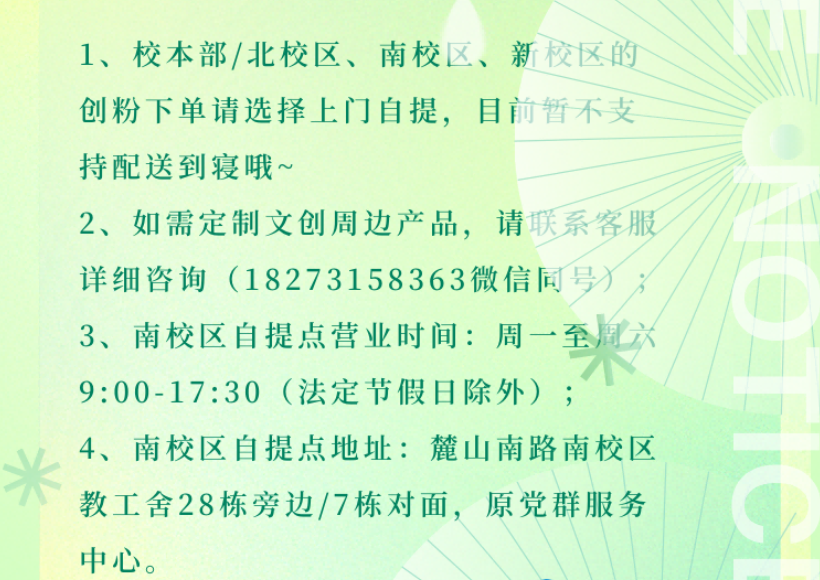 1、校本部/北校区、南校区、新校区的
创粉下单请选择上门自提，目前暂不支
持配送到寝哦~
2、如需定制文创周边产品，请联系客服
详细咨询（18273158363微信同号）；
3、南校区自提点营业时间：周一至周六
9:00-17:30（法定节假日除外）；
4、南校区自提点地址：麓山南路南校区
教工舍28栋旁边/7栋对面，原党群服务
中心。
E NOTICE